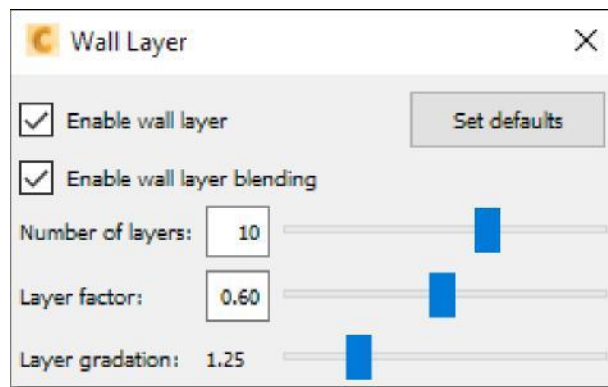 C Wall Layer
Enable wall layer Set defaults
Enable wall layer blending
Number of layers: 10
Layer factor: 0.60
Layer gradation: 1.25